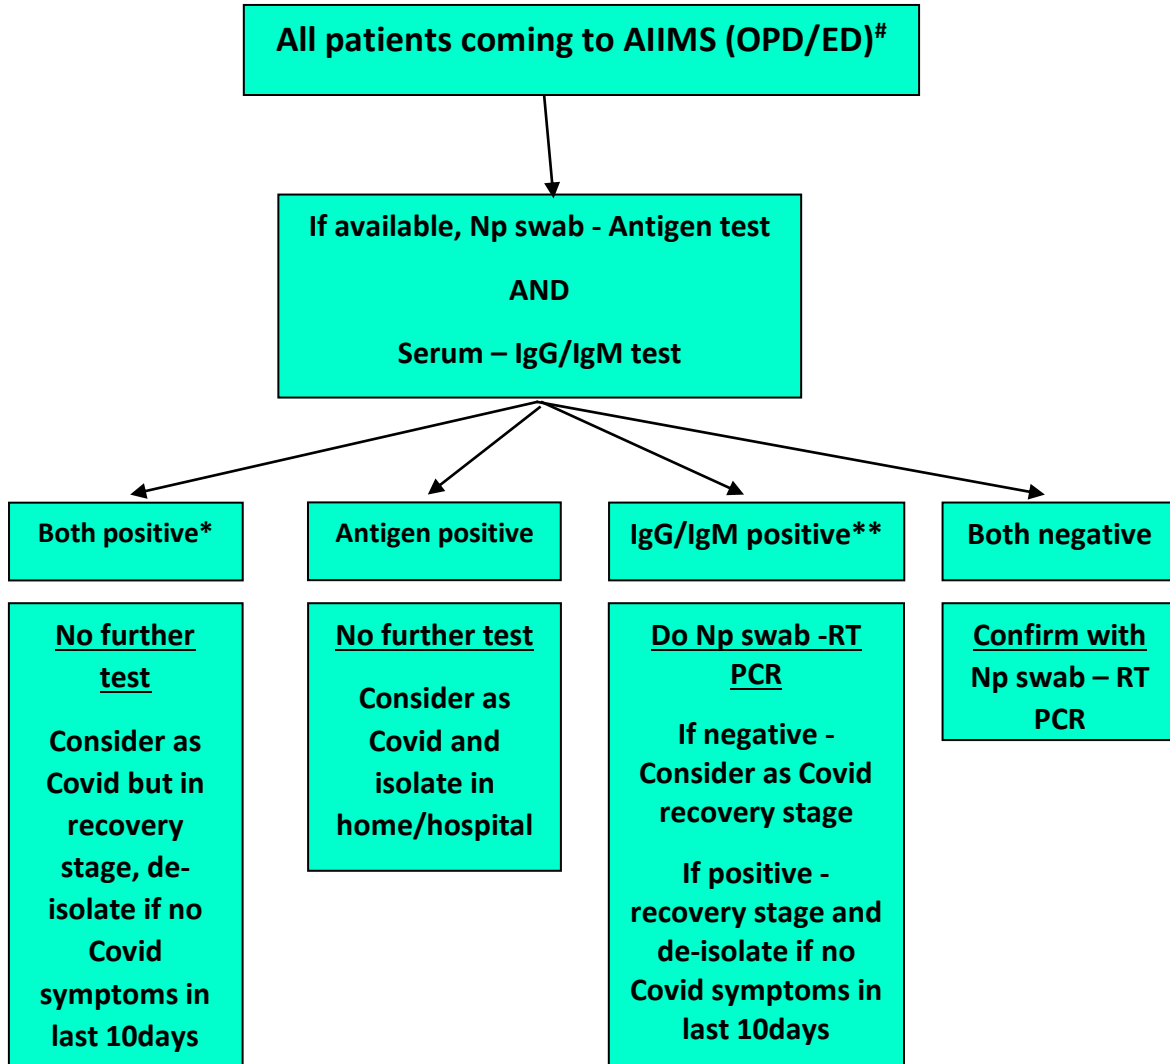 All patients coming to AIIMS (OPD/ED)#
If available, Np swab - Antigen test
AND
Serum – IgG/IgM test
Both positive*
Antigen positive
IgG/IgM positive**
Both negative
No further
test
Consider as
Covid but in
recovery
stage, de-
isolate if no
Covid
symptoms in
last 10days
No further test
Consider as
Covid and
isolate in
home/hospital
Do Np swab -RT
PCR
If negative -
Consider as Covid
recovery stage
If positive -
recovery stage and
de-isolate if no
Covid symptoms in
last 10days
Confirm with
Np swab – RT
PCR